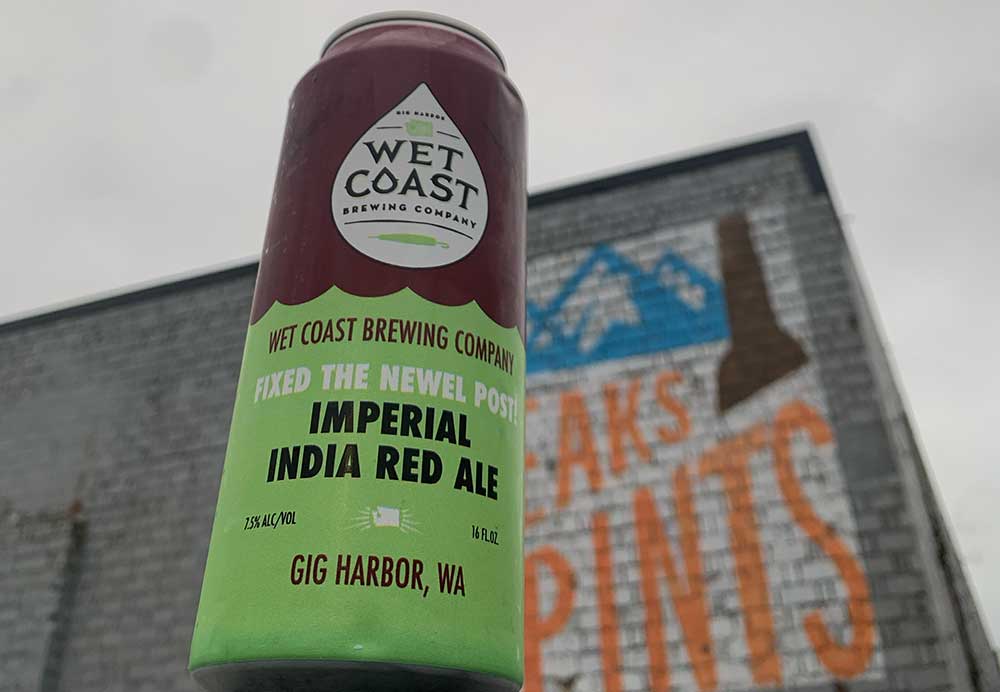 GIG HARBOR
WET
COAST
BREWING COMPANY
WET COAST BREWING COMPANY
FIXED THE NEWEL POST!
IMPERIAL
INDIA RED ALE
7.5% ALC/VOL
16 FL.OZ.
GIG HARBOR, WA
EAKS
PINTS